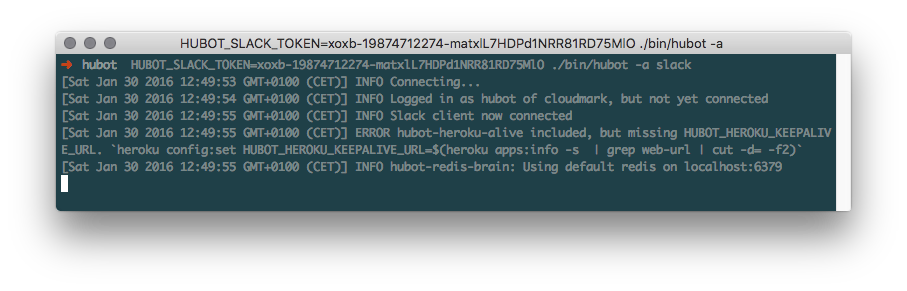 HUBOT_SLACK_TOKEN=xoxb-19874712274-matxlL7HDPd1NRR81RD75MlO ./bin/hubot -a
➜ hubot HUBOT_SLACK_TOKEN=xoxb-19874712274-matxlL7HDPd1NRR81RD75MlO ./bin/hubot -a slack
[Sat Jan 30 2016 12:49:53 GMT+0100 (CET)] INFO Connecting...
[Sat Jan 30 2016 12:49:54 GMT+0100 (CET)] INFO Logged in as hubot of cloudmark, but not yet connected
[Sat Jan 30 2016 12:49:55 GMT+0100 (CET)] INFO Slack client now connected
[Sat Jan 30 2016 12:49:55 GMT+0100 (CET)] ERROR hubot-heroku-alive included, but missing HUBOT_HEROKU_KEEPALIV
E_URL. `heroku config:set HUBOT_HEROKU_KEEPALIVE_URL=$(heroku apps:info -s  | grep web-url | cut -d= -f2)`
[Sat Jan 30 2016 12:49:55 GMT+0100 (CET)] INFO hubot-redis-brain: Using default redis on localhost:6379